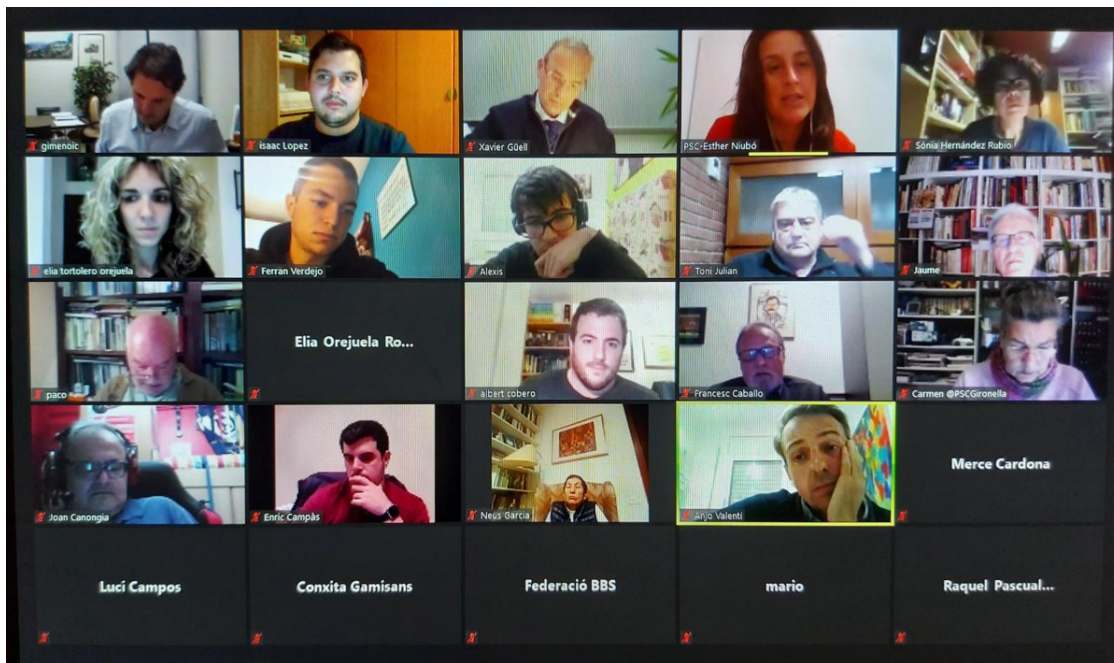 gimenoic
isaac Lopez
Xavier Güell
PSC-Esther Niubó
Sònia Hernández Rubio
elia tortolero orejuela
Ferran Verdejo
Alexis
Toni Julian
Jaume
paco
Elia Orejuela Ro...
albert cobero
Francesc Caballo
Carmen @PSCGironella
Joan Canongia
Enric Campàs
Neus Garcia
Anjo Valentí
Merce Cardona
Luci Campos
Conxita Gamisans
Federació BBS
mario
Raquel Pascual...